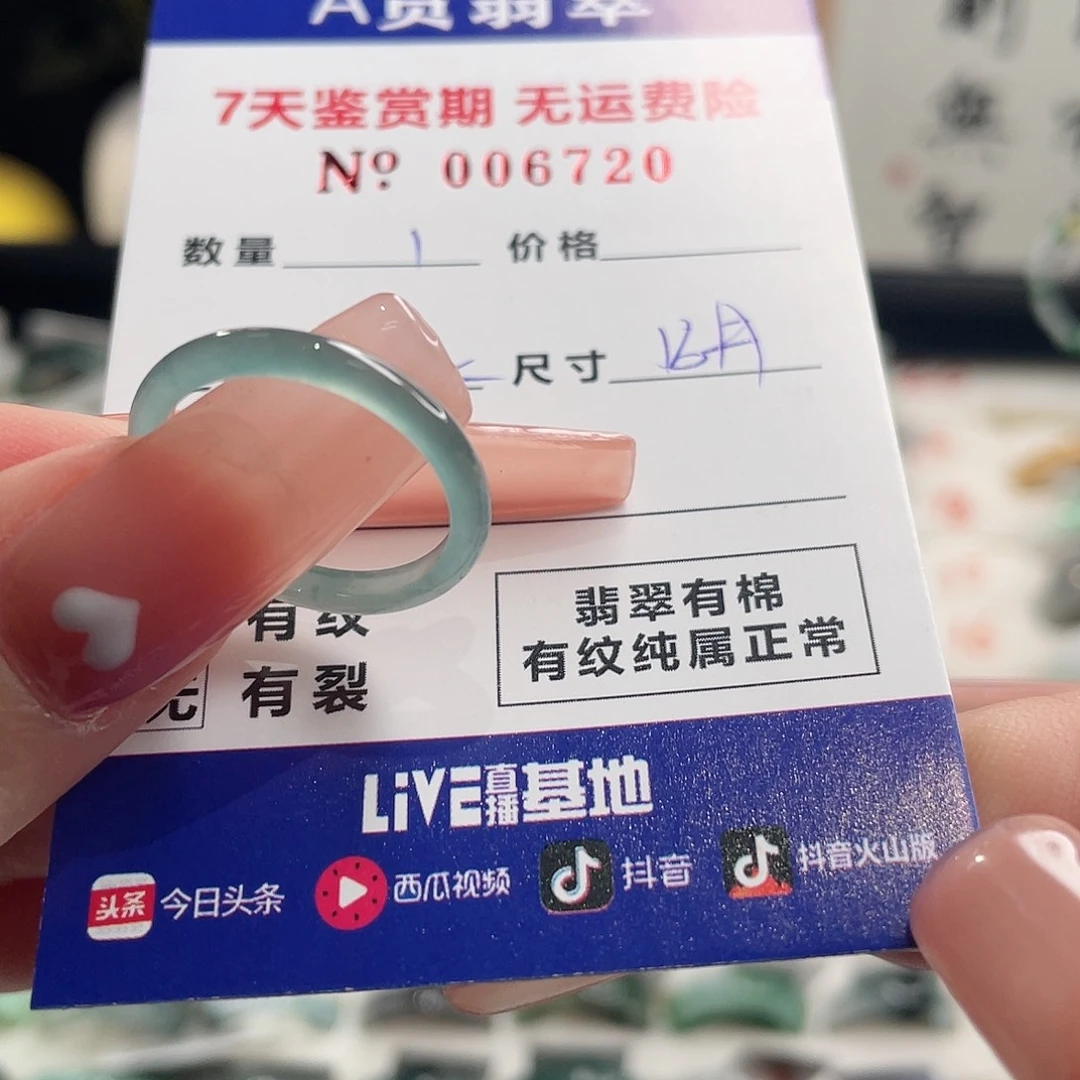 A货翡翠
7天鉴赏期 无运费险
Nº 006720
数量 1 价格
尺寸
有纹
无 有裂
翡翠有棉
有纹纯属正常
LiVE直播基地
头条 今日头条 西瓜视频 抖音 抖音火山版